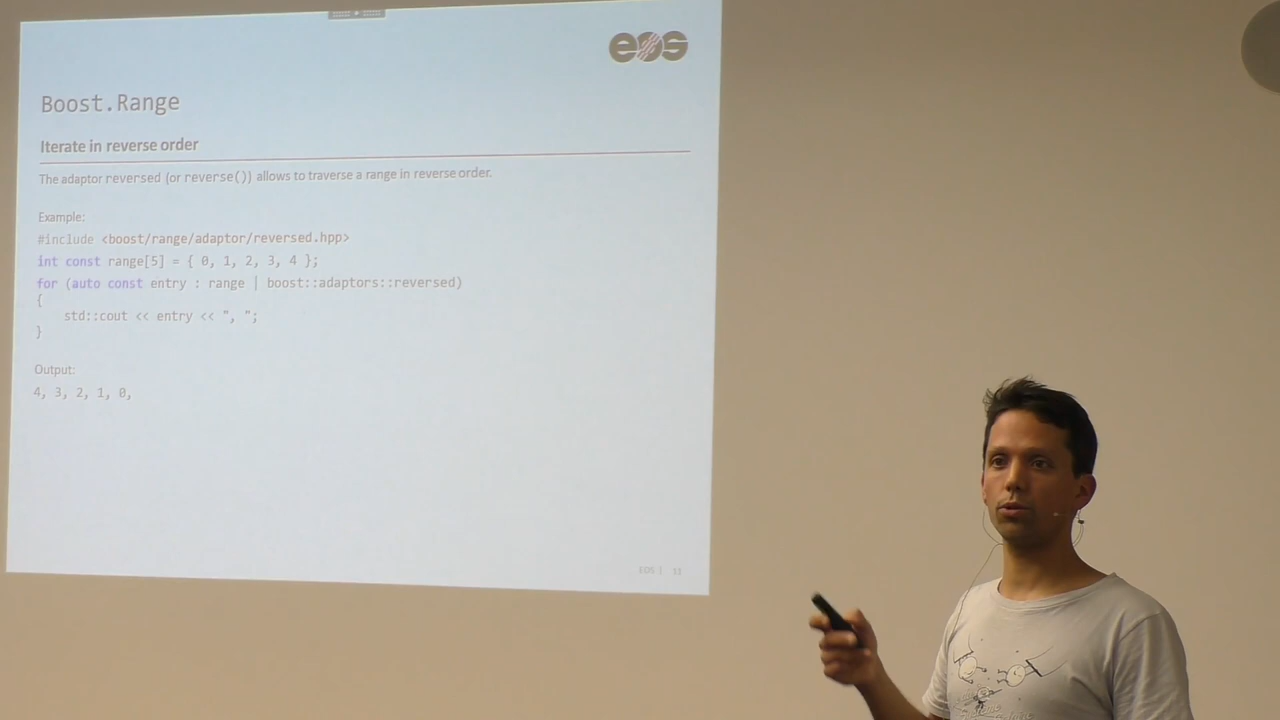 eos
Boost.Range
Iterate in reverse order
The adaptor reversed (or reverse()) allows to traverse a range in reverse order.
Example:
#include <boost/range/adaptor/reversed.hpp>
int const range[5] = { 0, 1, 2, 3, 4 };
for (auto const entry : range | boost::adaptors::reversed)
{
    std::cout << entry << ", ";
}
Output:
4, 3, 2, 1, 0,
EOS |